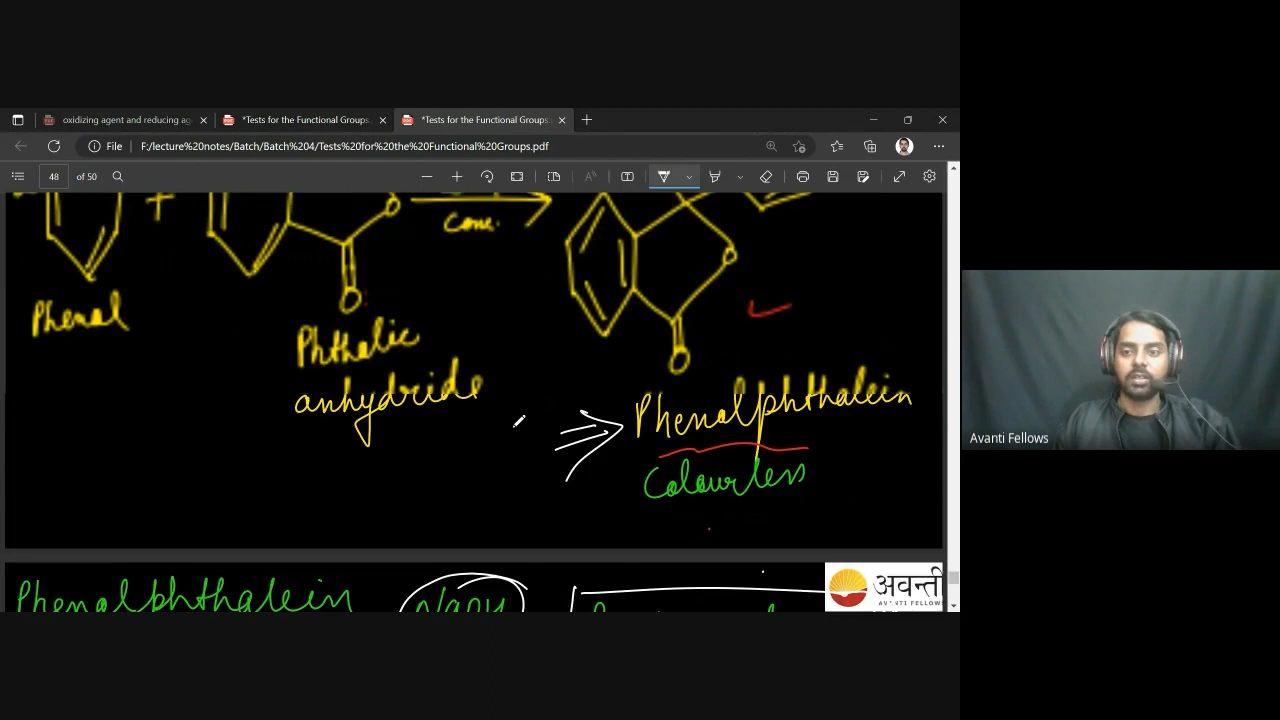 oxidizing agent and reducing ag
*Tests for the Functional Groups.
*Tests for the Functional Groups.
File
F:/lecture%20notes/Batch/Batch%204/Tests%20for%20the%20Functional%20Groups.pdf
48 of 50
+
O
Conc.
O
O
O
Phenol
Phthalic
anhydride
Phenolphthalein
Colourless
Avanti Fellows
Phenolphthalein
अवन्ती
AVANTI FELLOWS